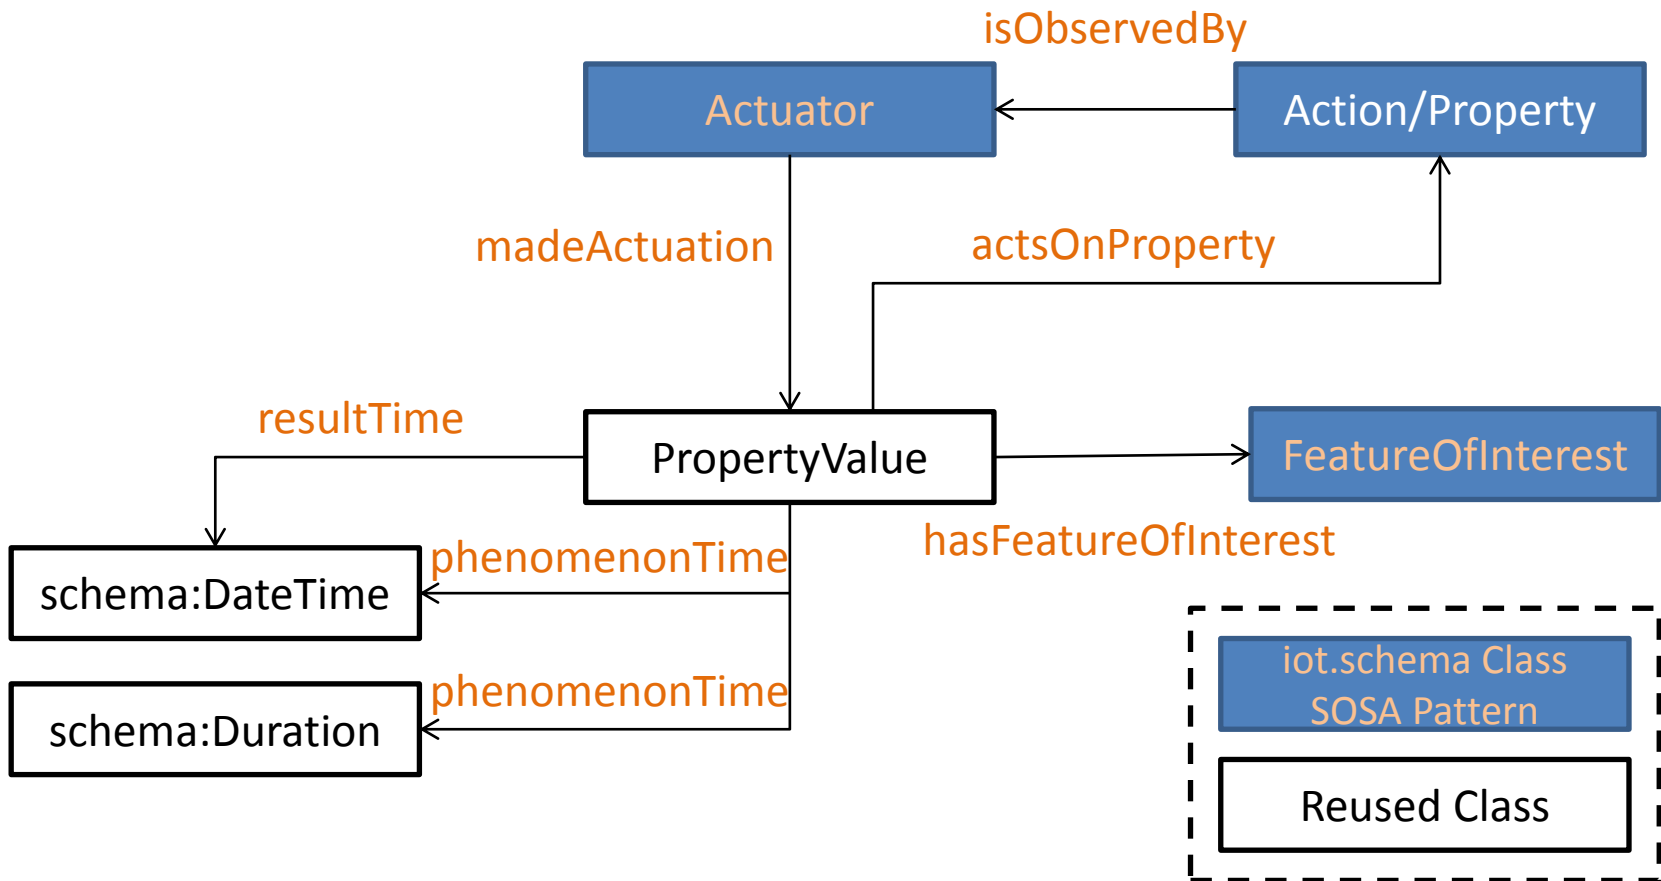 isObservedBy
Actuator
Action/Property
madeActuation
actsOnProperty
resultTime
PropertyValue
FeatureOfInterest
hasFeatureOfInterest
phenomenonTime
schema:DateTime
phenomenonTime
schema:Duration
iot.schema Class
SOSA Pattern
Reused Class